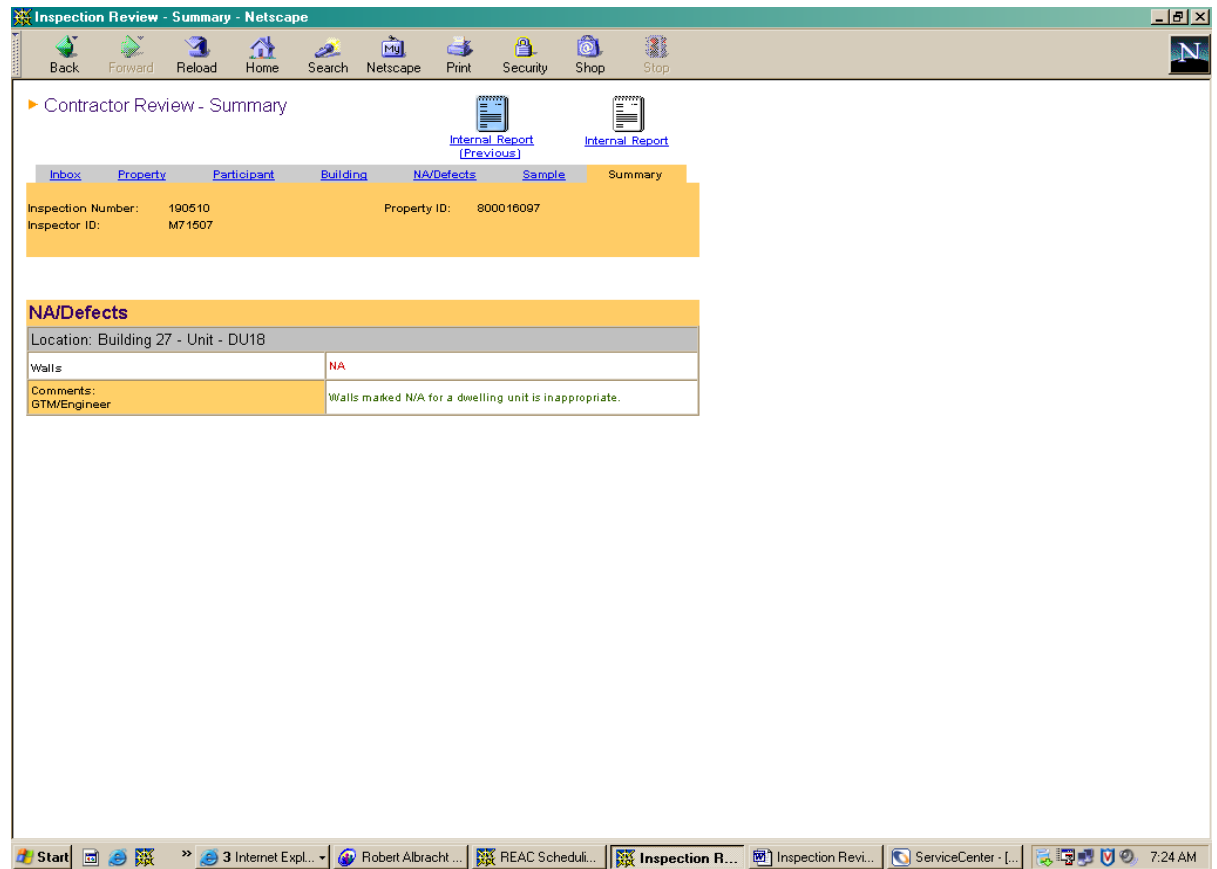 Inspection Review - Summary - Netscape
Back Forward Reload Home Search Netscape Print Security Shop Stop
My
N
Contractor Review - Summary
Internal Report
(Previous)
Internal Report
Inbox Property Participant Building NA/Defects Sample Summary
Inspection Number: 190510 Property ID: 800016097
Inspector ID: M71507
NA/Defects
Location: Building 27 - Unit - DU18
Walls NA
Comments:
GTM/Engineer
Walls marked N/A for a dwelling unit is inappropriate.
Start » 3 Internet Expl... Robert Albracht ... REAC Scheduli... Inspection R... Inspection Revi... ServiceCenter - [... 7:24 AM